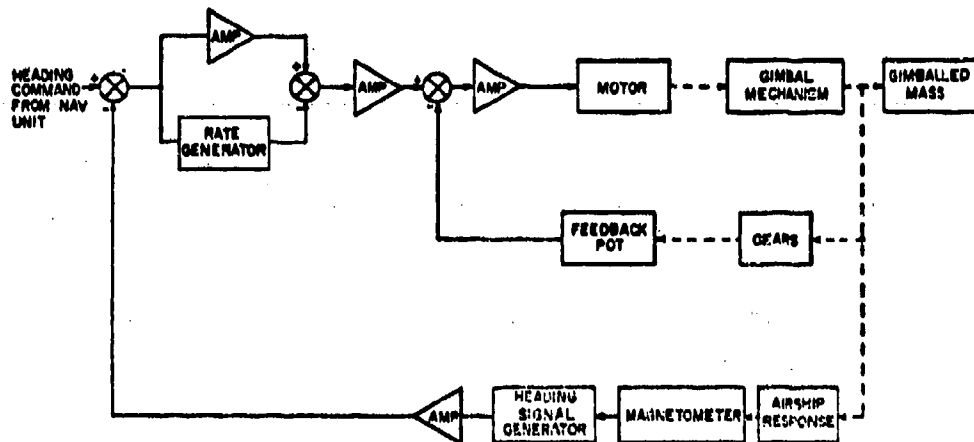 HEADING
COMMAND
FROM NAV
UNIT
+
-
AMP
RATE
GENERATOR
+
-
AMP
+
-
AMP
MOTOR
GIMBAL
MECHANISM
GIMBALLED
MASS
FEEDBACK
POT
GEARS
AMP
HEADING
SIGNAL
GENERATOR
MAGNETOMETER
AIRSHIP
RESPONSE